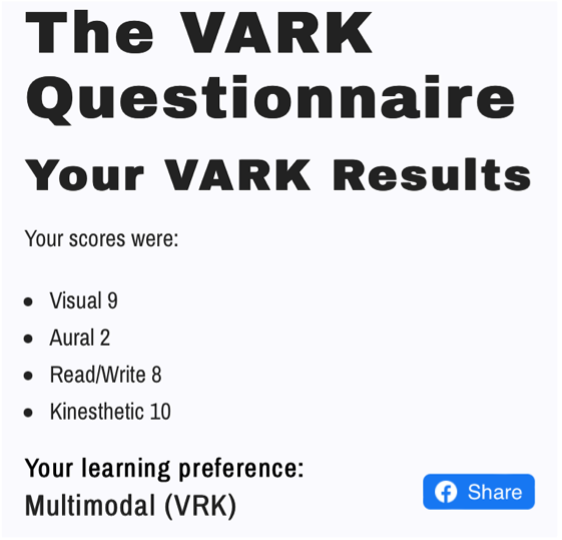 The VARK
Questionnaire
Your VARK Results
Your scores were:
• Visual 9
• Aural 2
• Read/Write 8
• Kinesthetic 10
Your learning preference:
Multimodal (VRK)
Share